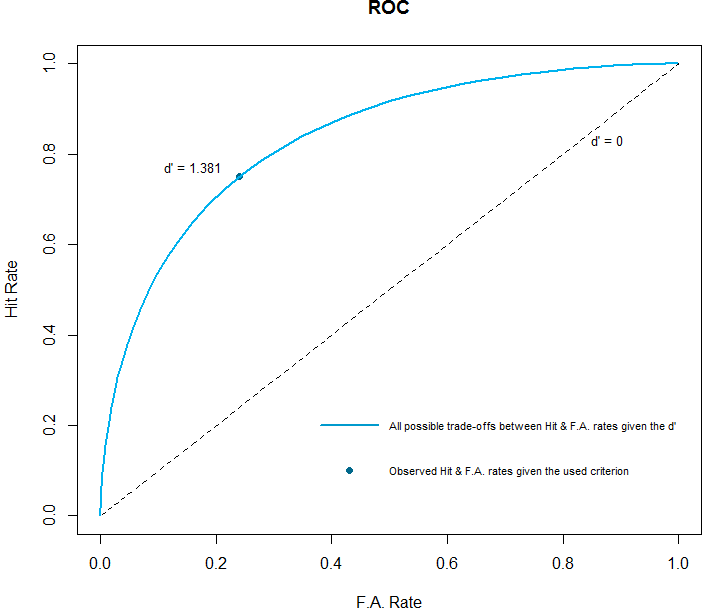 ROC
1.0
0.8
0.6
0.4
0.2
0.0
Hit Rate
d' = 1.381
d' = 0
All possible trade-offs between Hit & F.A. rates given the d'
Observed Hit & F.A. rates given the used criterion
0.0 0.2 0.4 0.6 0.8 1.0
F.A. Rate